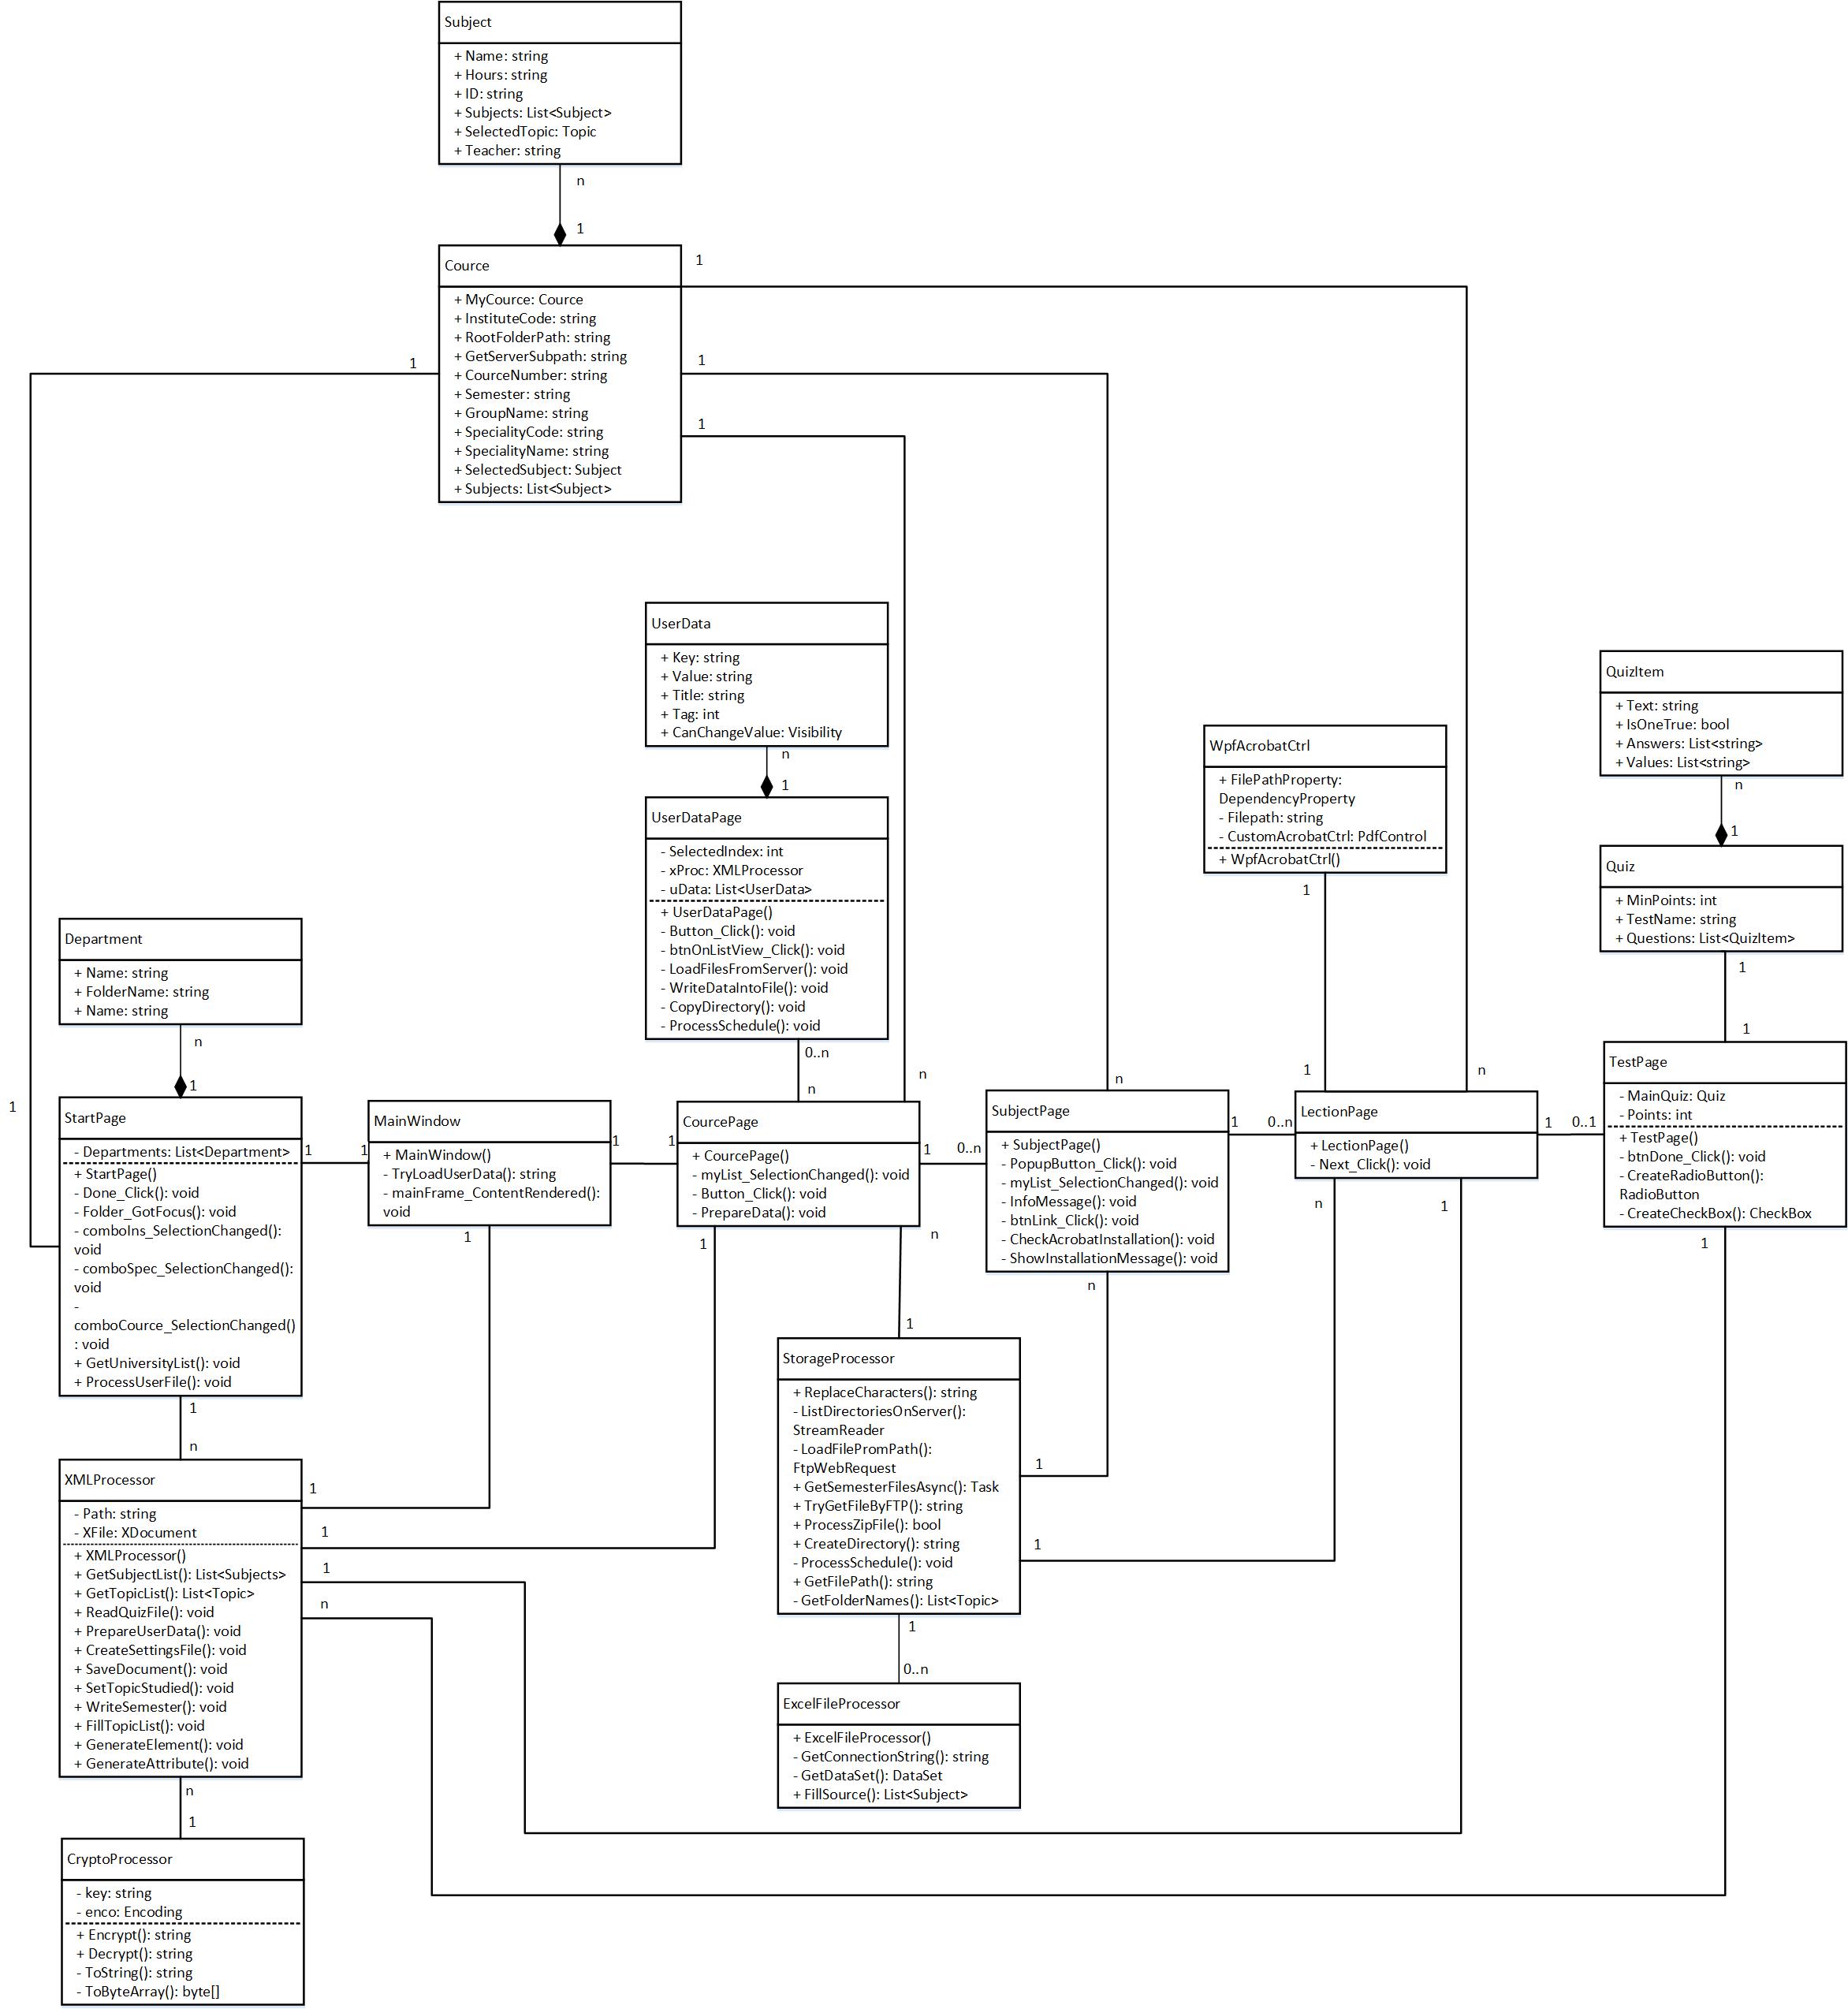 Subject
+ Name: string
+ Hours: string
+ ID: string
+ Subjects: List<Subject>
+ SelectedTopic: Topic
+ Teacher: string
n
1
Cource
+ MyCource: Cource
+ InstituteCode: string
+ RootFolderPath: string
+ GetServerSubpath: string
+ CourceNumber: string
+ Semester: string
+ GroupName: string
+ SpecialityCode: string
+ SpecialityName: string
+ SelectedSubject: Subject
+ Subjects: List<Subject>
1
1
1
1
UserData
+ Key: string
+ Value: string
+ Title: string
+ Tag: int
+ CanChangeValue: Visibility
n
1
UserDataPage
- SelectedIndex: int
- xProc: XMLProcessor
- uData: List<UserData>
+ UserDataPage()
- Button_Click(): void
- btnOnListView_Click(): void
- LoadFilesFromServer(): void
- WriteDataIntoFile(): void
- CopyDirectory(): void
- ProcessSchedule(): void
0..n
n
n
WpfAcrobatCtrl
+ FilePathProperty:
DependencyProperty
- Filepath: string
- CustomAcrobatCtrl: PdfControl
+ WpfAcrobatCtrl()
1
1
n
n
QuizItem
+ Text: string
+ IsOneTrue: bool
+ Answers: List<string>
+ Values: List<string>
n
1
Quiz
+ MinPoints: int
+ TestName: string
+ Questions: List<QuizItem>
1
1
Department
+ Name: string
+ FolderName: string
+ Name: string
n
1
1
StartPage
- Departments: List<Department>
+ StartPage()
- Done_Click(): void
- Folder_GotFocus(): void
- comboIns_SelectionChanged():
void
- comboSpec_SelectionChanged():
void
-
comboCource_SelectionChanged()
: void
+ GetUniversityList(): void
+ ProcessUserFile(): void
1
1
MainWindow
+ MainWindow()
- TryLoadUserData(): string
- mainFrame_ContentRendered():
void
1
1
1
CourcePage
+ CourcePage()
- myList_SelectionChanged(): void
- Button_Click(): void
- PrepareData(): void
1
0..n
1
n
SubjectPage
+ SubjectPage()
- PopupButton_Click(): void
- myList_SelectionChanged(): void
- InfoMessage(): void
- btnLink_Click(): void
- CheckAcrobatInstallation(): void
- ShowInstallationMessage(): void
1
0..n
n
LectionPage
+ LectionPage()
- Next_Click(): void
1
0..1
n
1
TestPage
- MainQuiz: Quiz
- Points: int
+ TestPage()
- btnDone_Click(): void
- CreateRadioButton():
RadioButton
- CreateCheckBox(): CheckBox
1
1
n
1
StorageProcessor
+ ReplaceCharacters(): string
- ListDirectoriesOnServer():
StreamReader
- LoadFilePromPath():
FtpWebRequest
+ GetSemesterFilesAsync(): Task
+ TryGetFileByFTP(): string
+ ProcessZipFile(): bool
+ CreateDirectory(): string
- ProcessSchedule(): void
+ GetFilePath(): string
- GetFolderNames(): List<Topic>
1
1
1
0..n
XMLProcessor
- Path: string
- XFile: XDocument
+ XMLProcessor()
+ GetSubjectList(): List<Subjects>
+ GetTopicList(): List<Topic>
+ ReadQuizFile(): void
+ PrepareUserData(): void
+ CreateSettingsFile(): void
+ SaveDocument(): void
+ SetTopicStudied(): void
+ WriteSemester(): void
+ FillTopicList(): void
+ GenerateElement(): void
+ GenerateAttribute(): void
1
1
1
n
n
1
ExcelFileProcessor
+ ExcelFileProcessor()
- GetConnectionString(): string
- GetDataSet(): DataSet
+ FillSource(): List<Subject>
CryptoProcessor
- key: string
- enco: Encoding
+ Encrypt(): string
+ Decrypt(): string
- ToString(): string
- ToByteArray(): byte[]